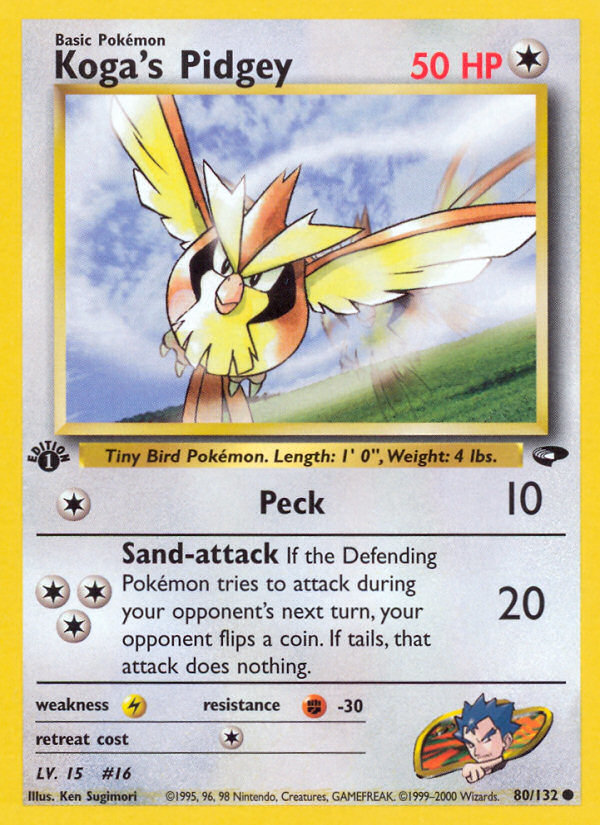 Basic Pokémon
Koga's Pidgey 50 HP
EDITION 1
Tiny Bird Pokémon. Length: 1' 0", Weight: 4 lbs.
Peck 10
Sand-attack If the Defending
Pokémon tries to attack during
your opponent's next turn, your
opponent flips a coin. If tails, that
attack does nothing.
20
weakness resistance -30
retreat cost
LV. 15 #16
Illus. Ken Sugimori ©1995, 96, 98 Nintendo, Creatures, GAMEFREAK. ©1999-2000 Wizards. 80/132